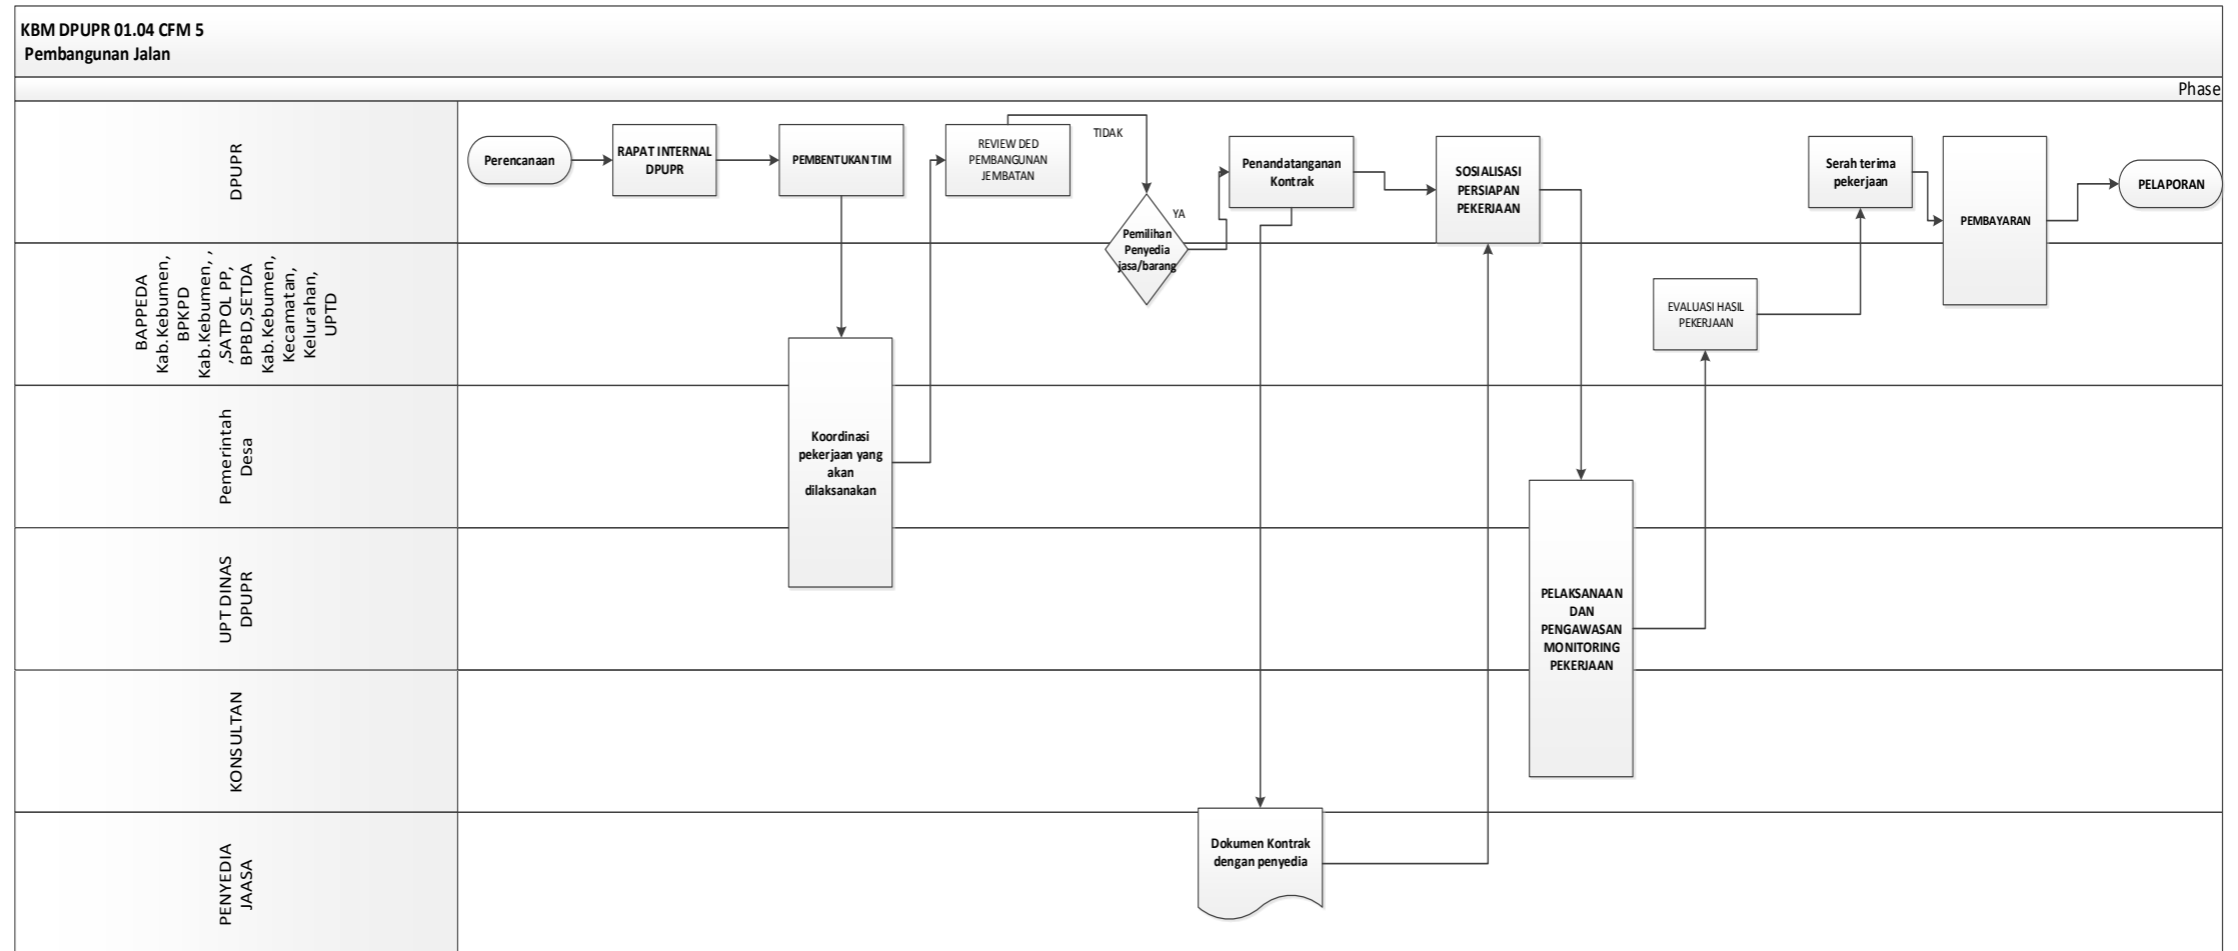 KBM DPUPR 01.04 CFM 5
Pembangunan Jalan
Phase
DPUPR
Perencanaan
RAPAT INTERNAL
DPUPR
PEMBENTUKAN TIM
REVIEW DED
PEMBANGUNAN
JEMBATAN
TIDAK
YA
Pemilihan
Penyedia
jasa/barang
Penandatanganan
Kontrak
SOSIALISASI
PERSIAPAN
PEKERJAAN
Serah terima
pekerjaan
PEMBAYARAN
PELAPORAN
BAPPEDA
Kab.Kebumen,
BPKPD
Kab.Kebumen, ,
,SATPOL PP,
BPBD,SETDA
Kab.Kebumen,
Kecamatan,
Kelurahan,
UPTD
EVALUASI HASIL
PEKERJAAN
Pemerintah
Desa
Koordinasi
pekerjaan yang
akan
dilaksanakan
UPT DINAS
DPUPR
PELAKSANAAN
DAN
PENGAWASAN
MONITORING
PEKERJAAN
KONSULTAN
PENYEDIA
JAASA
Dokumen Kontrak
dengan penyedia